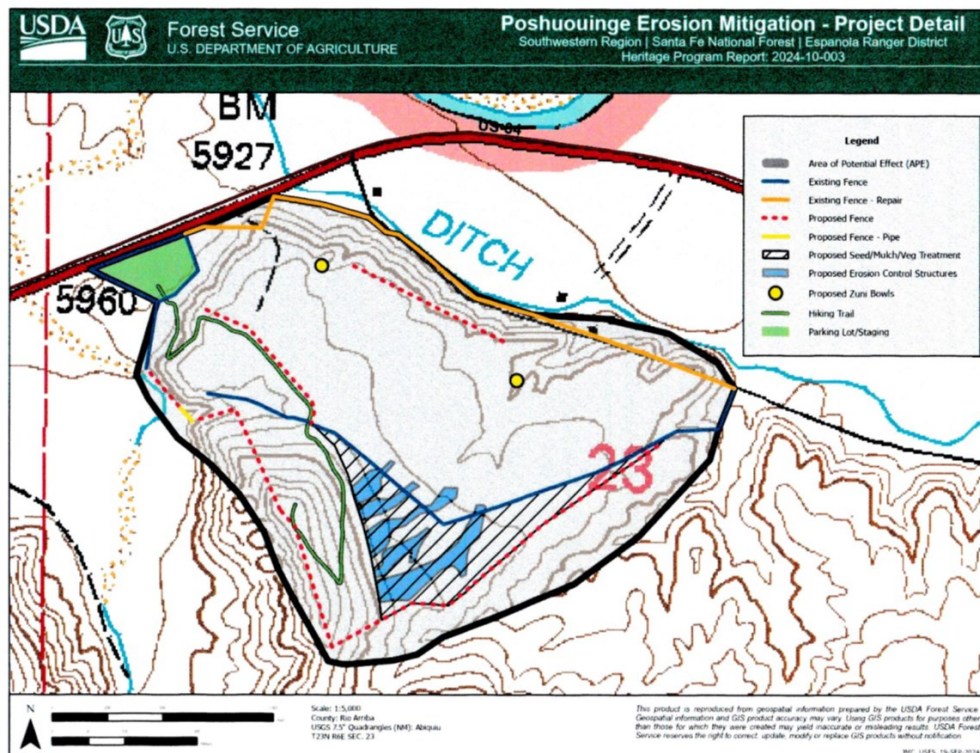 USDA
UAS
Forest Service
U.S. DEPARTMENT OF AGRICULTURE
Poshuouinge Erosion Mitigation - Project Detail
Southwestern Region | Santa Fe National Forest | Espanola Ranger District
Heritage Program Report: 2024-10-003
BM
5927
US-84
DITCH
5960
23
Legend
Area of Potential Effect (APE)
Existing Fence
Existing Fence - Repair
Proposed Fence
Proposed Fence - Pipe
Proposed Seed/Mulch/Veg Treatment
Proposed Erosion Control Structures
Proposed Zuni Bowls
Hiking Trail
Parking Lot/Staging
N
Scale: 1:5,000
County: Rio Arriba
USGS 7.5" Quadrangles (NM): Abiquiu
T23N R6E SEC. 23
This product is reproduced from geospatial information prepared by the USDA Forest Service
Geospatial information and GIS product accuracy may vary. Using GIS products for purposes other
than those for which they were created may yield inaccurate or misleading results. USDA Forest
Service reserves the right to correct, update, modify or replace GIS products without notification